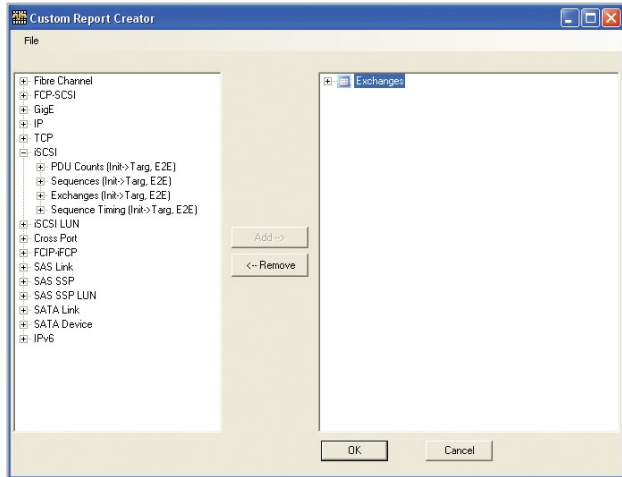 Custom Report Creator
File
Fibre Channel
FCP-SCSI
GigE
IP
TCP
iSCSI
PDU Counts (Init->Targ, E2E)
Sequences (Init->Targ, E2E)
Exchanges (Init->Targ, E2E)
Sequence Timing (Init->Targ, E2E)
iSCSI LUN
Cross Port
FCIP-iFCP
SAS Link
SAS SSP
SAS SSP LUN
SATA Link
SATA Device
IPv6
Add -->
<-- Remove
Exchanges
OK
Cancel